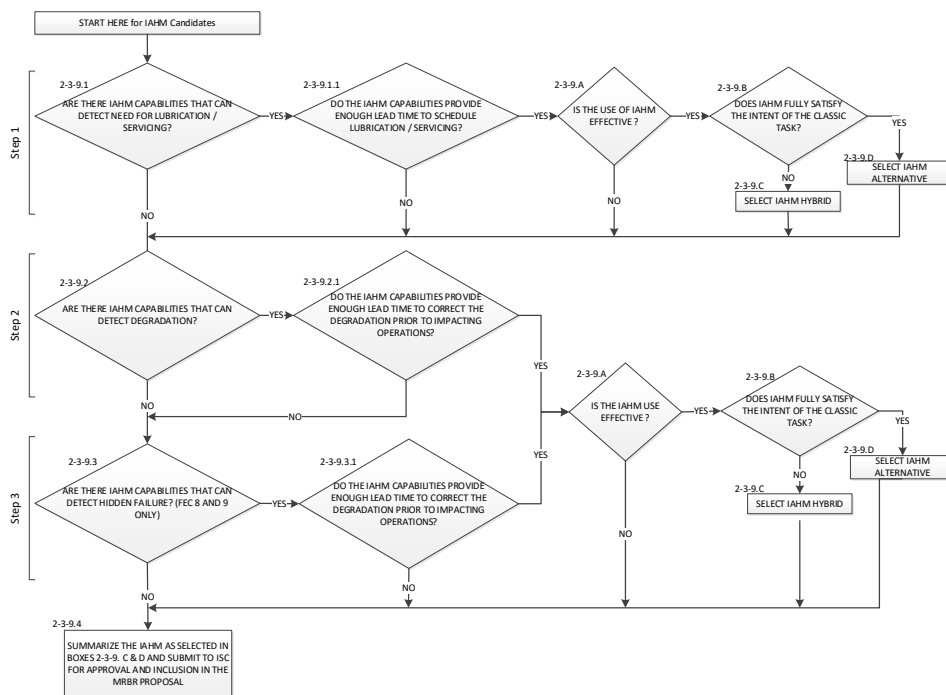 START HERE for IAHM Candidates
Step 1
2-3-9.1
ARE THERE IAHM CAPABILITIES THAT CAN
DETECT NEED FOR LUBRICATION /
SERVICING?
YES
NO
2-3-9.1.1
DO THE IAHM CAPABILITIES PROVIDE
ENOUGH LEAD TIME TO SCHEDULE
LUBRICATION / SERVICING?
YES
NO
2-3-9.A
IS THE USE OF IAHM
EFFECTIVE ?
YES
NO
2-3-9.B
DOES IAHM FULLY SATISFY
THE INTENT OF THE CLASSIC
TASK?
YES
NO
2-3-9.D
SELECT IAHM
ALTERNATIVE
2-3-9.C
SELECT IAHM HYBRID
Step 2
2-3-9.2
ARE THERE IAHM CAPABILITIES THAT CAN
DETECT DEGRADATION?
YES
NO
2-3-9.2.1
DO THE IAHM CAPABILITIES PROVIDE
ENOUGH LEAD TIME TO CORRECT THE
DEGRADATION PRIOR TO IMPACTING
OPERATIONS?
YES
NO
2-3-9.A
IS THE IAHM USE
EFFECTIVE ?
YES
NO
2-3-9.B
DOES IAHM FULLY SATISFY
THE INTENT OF THE CLASSIC
TASK?
YES
NO
2-3-9.D
SELECT IAHM
ALTERNATIVE
2-3-9.C
SELECT IAHM HYBRID
Step 3
2-3-9.3
ARE THERE IAHM CAPABILITIES THAT CAN
DETECT HIDDEN FAILURE? (FEC 8 AND 9
ONLY)
YES
NO
2-3-9.3.1
DO THE IAHM CAPABILITIES PROVIDE
ENOUGH LEAD TIME TO CORRECT THE
DEGRADATION PRIOR TO IMPACTING
OPERATIONS?
YES
NO
2-3-9.4
SUMMARIZE THE IAHM AS SELECTED IN
BOXES 2-3-9. C & D AND SUBMIT TO ISC
FOR APPROVAL AND INCLUSION IN THE
MRBR PROPOSAL